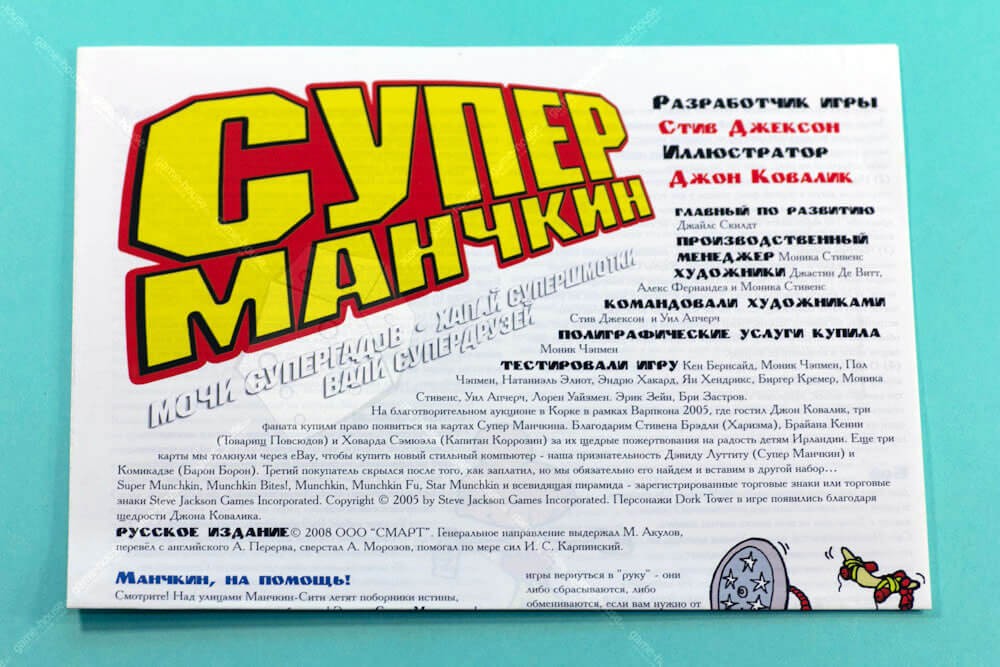 СУПЕР
МАНЧКИН
МОЧИ СУПЕРГАДОВ • ХАПАЙ СУПЕРШМОТКИ
ВАЛИ СУПЕРДРУЗЕЙ
Разработчик игры
Стив Джексон
Иллюстратор
Джон Ковалик
главный по развитию
Джайлс Скилдт
производственный
менеджер Моника Стивенс
художники Джастин Де Витт,
Алекс Фернандез и Моника Стивенс
командовали художниками
Стив Джексон и Уил Апчерч
полиграфические услуги купила
Моник Чэпмен
тестировали игру Кен Бернсайд, Моник Чэпмен, Пол
Чэпмен, Натаниэль Элиот, Эндрю Хакард, Ян Хендрикс, Биргер Кремер, Моника
Стивенс, Уил Апчерч, Лорен Уайзмен. Эрик Зейн, Бри Застров.
На благотворительном аукционе в Корке в рамках Варпкона 2005, где гостил Джон Ковалик, три
фаната купили право появиться на картах Супер Манчкина. Благодарим Стивена Брэдли (Харизма), Брайана Кенни
(Товарищ Повсюдов) и Ховарда Сэмюэла (Капитан Коррозин) за их щедрые пожертвования на радость детям Ирландии. Еще три
карты мы толкнули через eBay, чтобы купить новый стильный компьютер - наша признательность Дэвиду Луттиту (Супер Манчкин) и
Комикадзе (Барон Борон). Третий покупатель скрылся после того, как заплатил, но мы обязательно его найдем и вставим в другой набор...
Super Munchkin, Munchkin Bites!, Munchkin, Munchkin Fu, Star Munchkin и всевидящая пирамида - зарегистрированные торговые знаки или торговые
знаки Steve Jackson Games Incorporated. Copyright © 2005 by Steve Jackson Games Incorporated. Персонажи Dork Tower в игре появились благодаря
щедрости Джона Ковалика.
русское издание© 2008 ООО “СМАРТ”. Генеральное направление выдержал М. Акулов,
перевёл с английского А. Перерва, сверстал А. Морозов, помогал по мере сил И. С. Карпинский.
Манчкин, на помощь!
Смотрите! Над улицами Манчкин-Сити летят поборники истины,
игры вернуться в "руку" - они
либо сбрасываются, либо
обмениваются, если вам нужно от